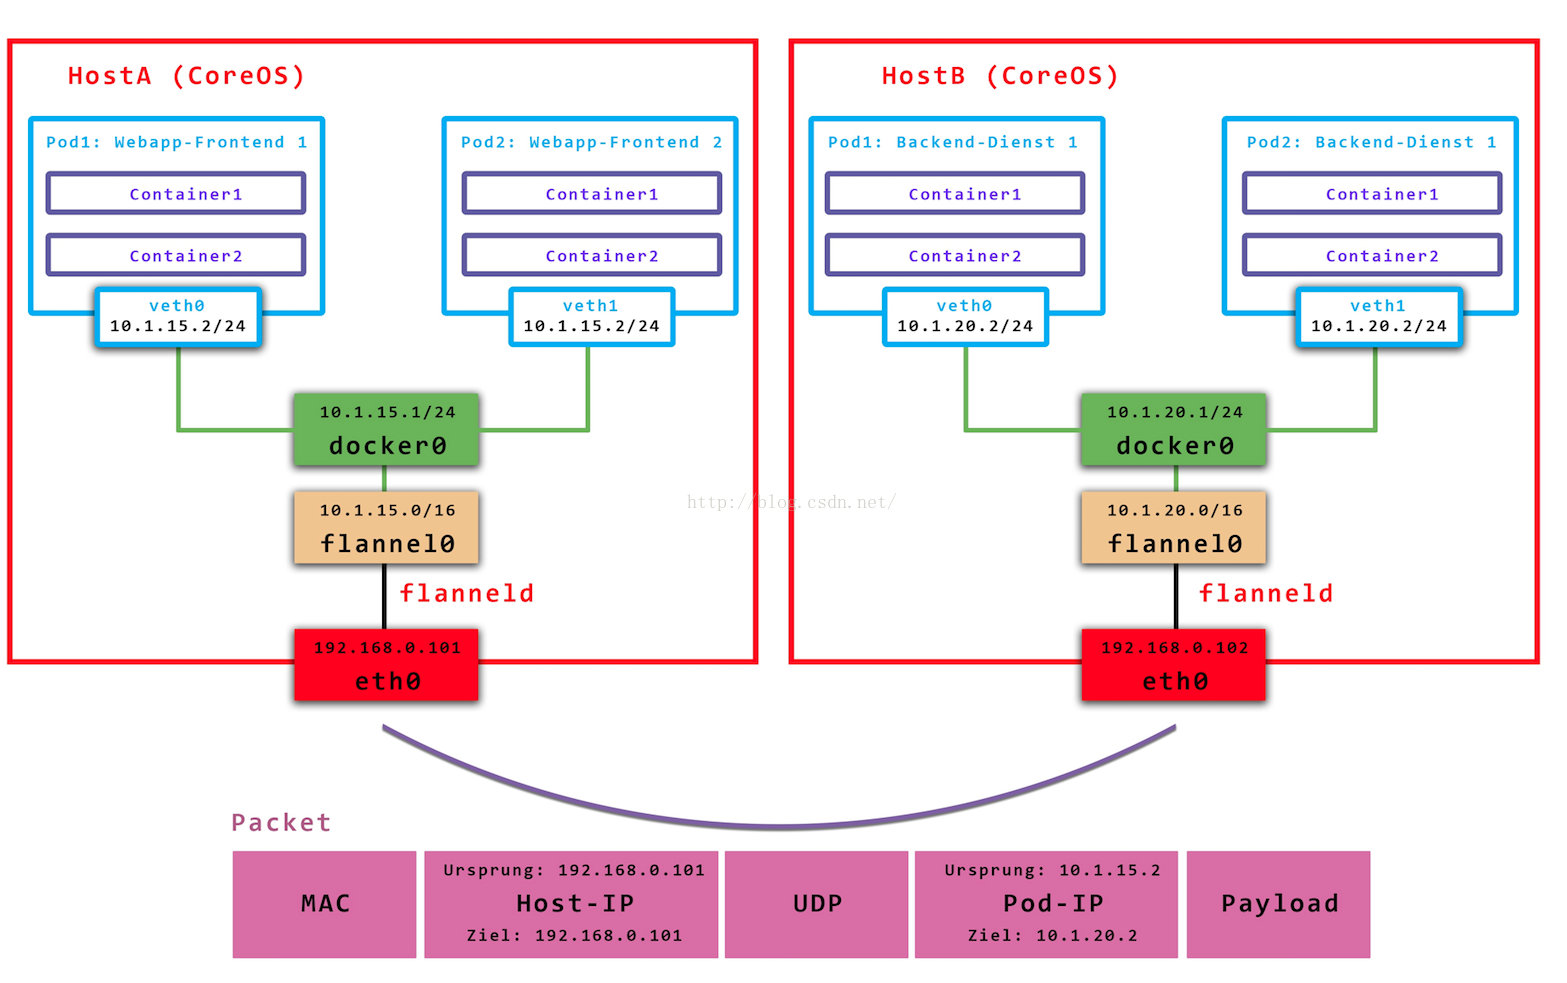 HostA (CoreOS)
Pod1: Webapp-Frontend 1
Container1
Container2
veth0
10.1.15.2/24
Pod2: Webapp-Frontend 2
Container1
Container2
veth1
10.1.15.2/24
10.1.15.1/24
docker0
10.1.15.0/16
flannel0
flanneld
192.168.0.101
eth0
HostB (CoreOS)
Pod1: Backend-Dienst 1
Container1
Container2
veth0
10.1.20.2/24
Pod2: Backend-Dienst 1
Container1
Container2
veth1
10.1.20.2/24
10.1.20.1/24
docker0
10.1.20.0/16
flannel0
flanneld
192.168.0.102
eth0
http://blog.csdn.net/
Packet
MAC
Ursprung: 192.168.0.101
Host-IP
Ziel: 192.168.0.101
UDP
Ursprung: 10.1.15.2
Pod-IP
Ziel: 10.1.20.2
Payload